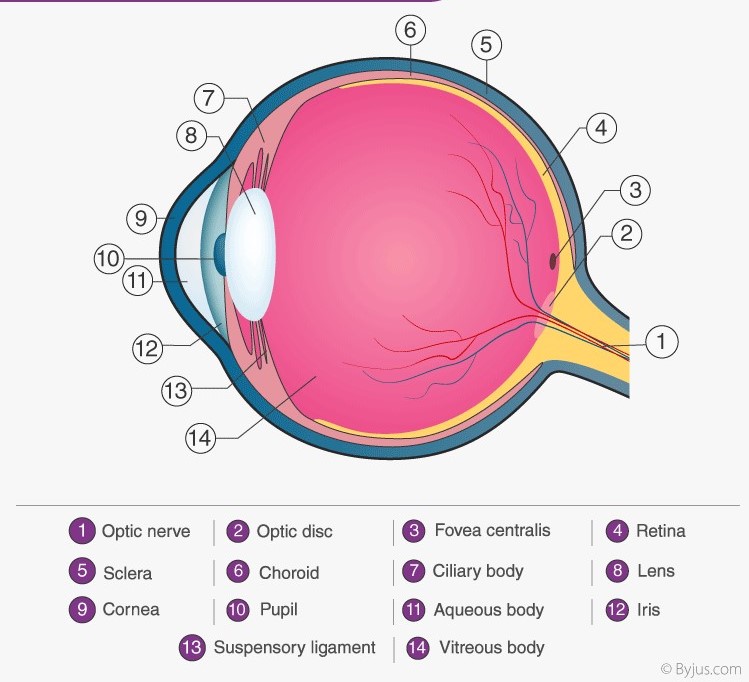 6
5
7
8
4
3
9
2
10
11
1
12
13
14
1 Optic nerve 2 Optic disc 3 Fovea centralis 4 Retina
5 Sclera 6 Choroid 7 Ciliary body 8 Lens
9 Cornea 10 Pupil 11 Aqueous body 12 Iris
13 Suspensory ligament 14 Vitreous body
© Byjus.com